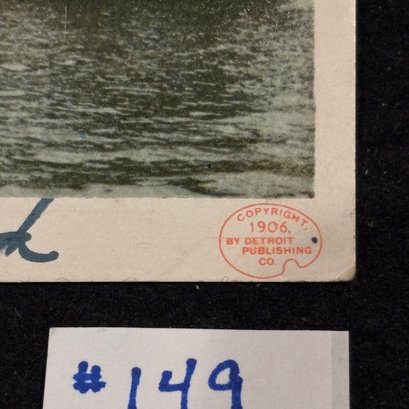 COPYRIGHT,
1906,
BY DETROIT
PUBLISHING
CO.
#149